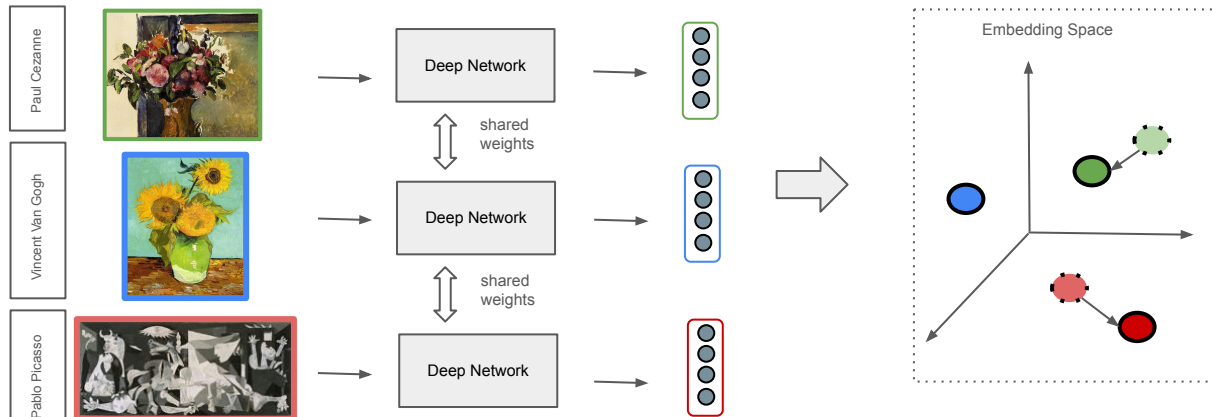 Paul Cezanne
Deep Network
shared
weights
Vincent Van Gogh
Deep Network
shared
weights
Pablo Picasso
Deep Network
Embedding Space